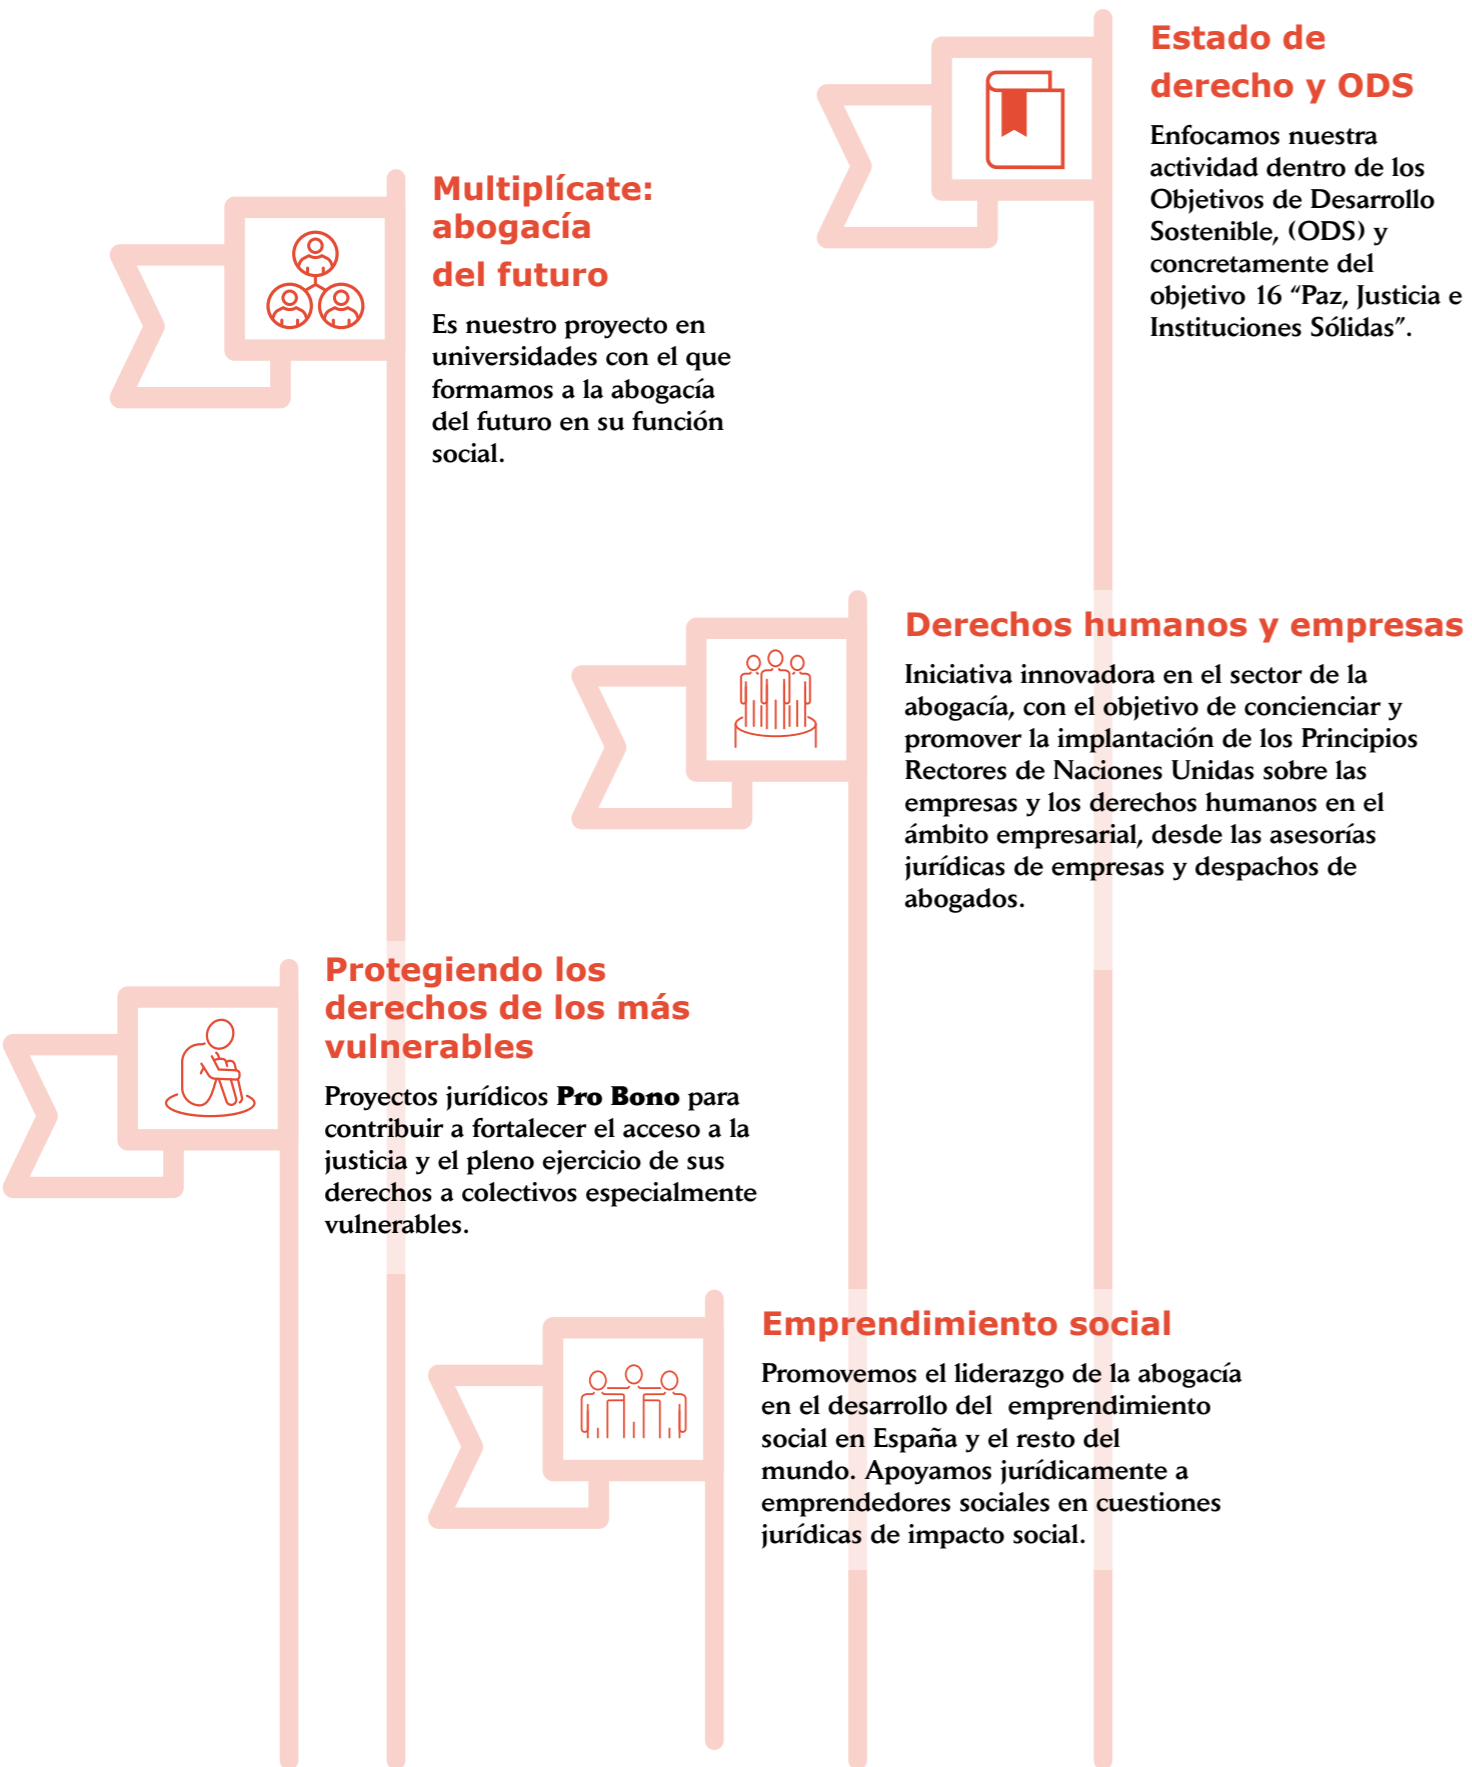 Estado de
derecho y ODS
Enfocamos nuestra
actividad dentro de los
Objetivos de Desarrollo
Sostenible, (ODS) y
concretamente del
objetivo 16 “Paz, Justicia e
Instituciones Sólidas”.
Multiplícate:
abogacía
del futuro
Es nuestro proyecto en
universidades con el que
formamos a la abogacía
del futuro en su función
social.
Derechos humanos y empresas
Iniciativa innovadora en el sector de la
abogacía, con el objetivo de concienciar y
promover la implantación de los Principios
Rectores de Naciones Unidas sobre las
empresas y los derechos humanos en el
ámbito empresarial, desde las asesorías
jurídicas de empresas y despachos de
abogados.
Protegiendo los
derechos de los más
vulnerables
Proyectos jurídicos Pro Bono para
contribuir a fortalecer el acceso a la
justicia y el pleno ejercicio de sus
derechos a colectivos especialmente
vulnerables.
Emprendimiento social
Promovemos el liderazgo de la abogacía
en el desarrollo del  emprendimiento
social en España y el resto del
mundo. Apoyamos jurídicamente a
emprendedores sociales en cuestiones
jurídicas de impacto social.